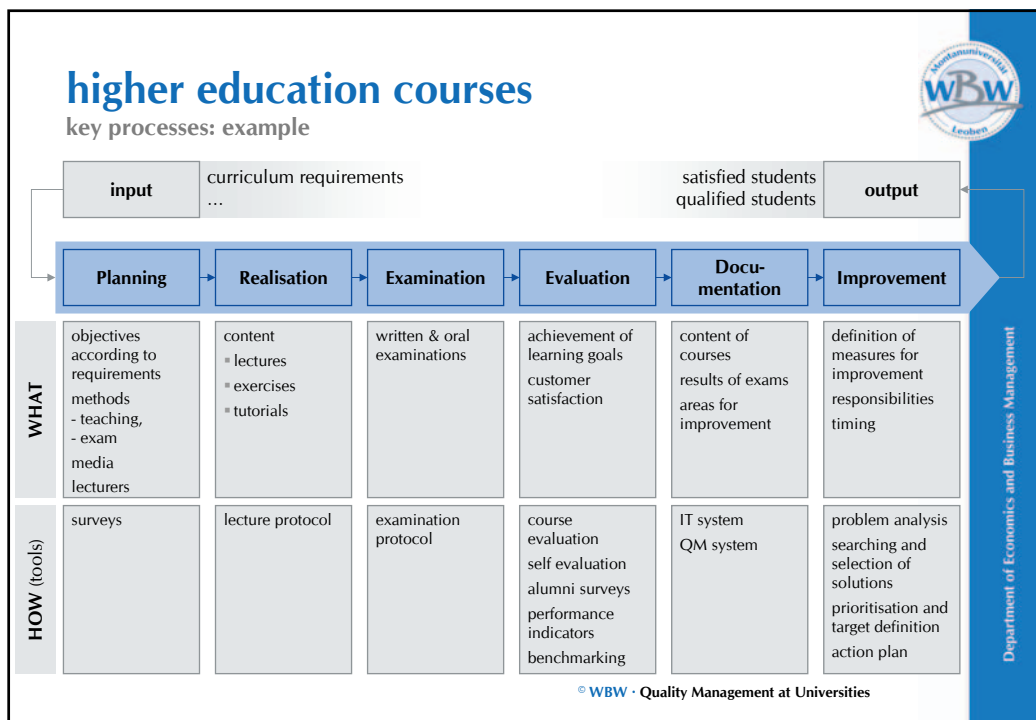 higher education courses
key processes: example
Montanuniversität
WBW
Leoben
input
curriculum requirements
...
satisfied students
qualified students
output
Planning
Realisation
Examination
Evaluation
Docu-
mentation
Improvement
WHAT
objectives
according to
requirements
methods
- teaching,
- exam
media
lecturers
content
▪ lectures
▪ exercises
▪ tutorials
written & oral
examinations
achievement of
learning goals
customer
satisfaction
content of
courses
results of exams
areas for
improvement
definition of
measures for
improvement
responsibilities
timing
HOW (tools)
surveys
lecture protocol
examination
protocol
course
evaluation
self evaluation
alumni surveys
performance
indicators
benchmarking
IT system
QM system
problem analysis
searching and
selection of
solutions
prioritisation and
target definition
action plan
Department of Economics and Business Management
© WBW · Quality Management at Universities